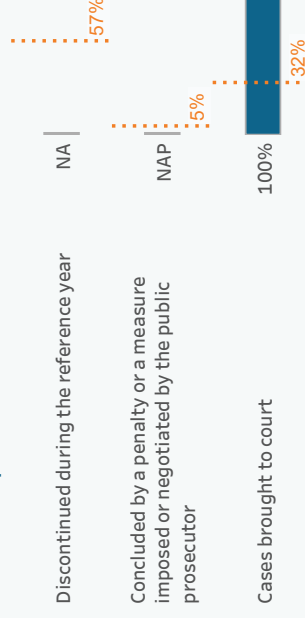 Discontinued during the reference year
NA
57%
Concluded by a penalty or a measure
imposed or negotiated by the public
prosecutor
NAP
5%
Cases brought to court
100%
32%